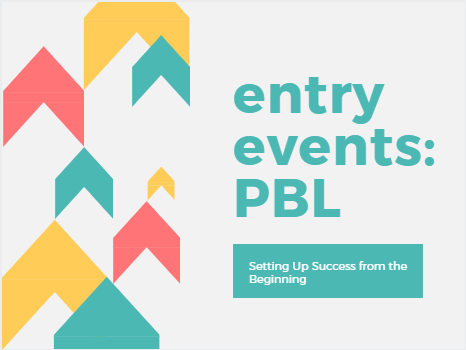 entry
events:
PBL
Setting Up Success from the
Beginning